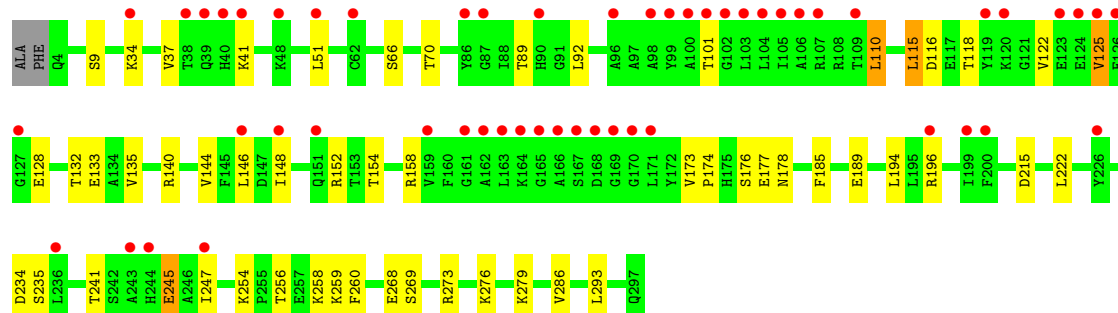 ALA PHE Q4 S9 K34 V37 T38 Q39 H40 K41 K48 L51 C62 S66 T70 Y86 G87 I88 T89 H90 G91 L92 A96 A97 A98 Y99 A100 T101 G102 L103 L104 I105 A106 R107 R108 T109 L110 L115 D116 E117 T118 Y119 K120 G121 V122 E123 E124 V125
G127 E128 T132 E133 A134 V135 R140 V144 F145 L146 D147 I148 Q151 R152 T153 T154 R158 V159 F160 G161 A162 L163 K164 G165 A166 S167 D168 G169 G170 L171 Y172 V173 P174 H175 S176 E177 N178 F185 E189 L194 L195 R196 I199 F200 D215 L222 Y226
D234 S235 L236 T241 S242 A243 H244 E245 A246 I247 K254 P255 T256 E257 K258 K259 F260 E268 S269 R273 K276 K279 V286 L293 Q297